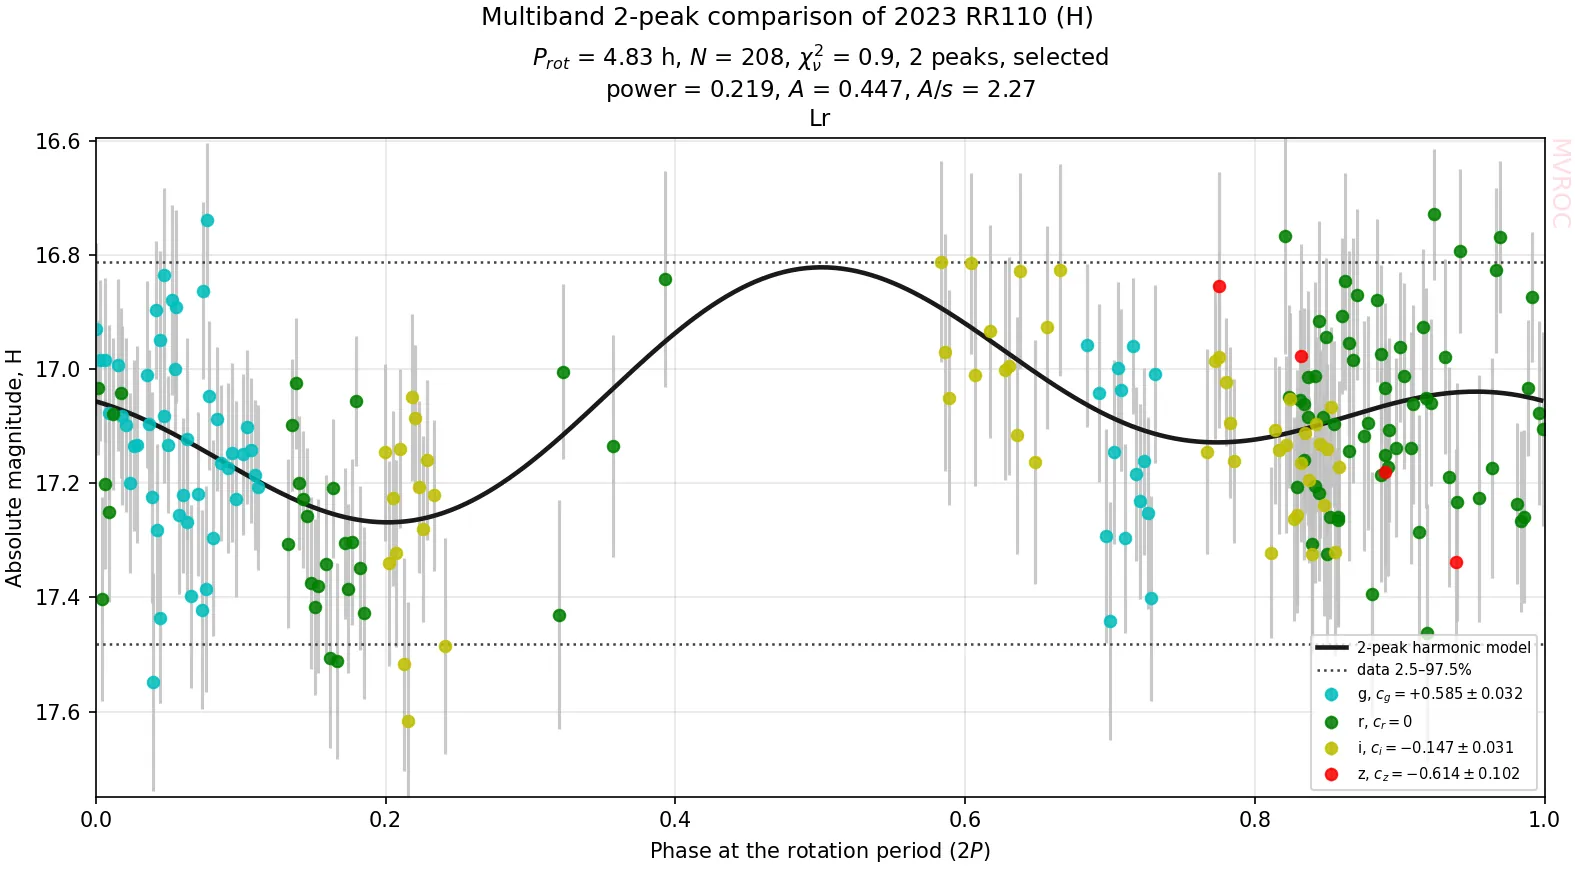 Multiband 2-peak comparison of 2023 RR110 (H)
P_rot = 4.83 h, N = 208, χ²_ν = 0.9, 2 peaks, selected
power = 0.219, A = 0.447, A/s = 2.27
Lr
MVROC
Absolute magnitude, H
16.6
16.8
17.0
17.2
17.4
17.6
2-peak harmonic model
data 2.5–97.5%
g, c_g = +0.585 ± 0.032
r, c_r = 0
i, c_i = −0.147 ± 0.031
z, c_z = −0.614 ± 0.102
0.0 0.2 0.4 0.6 0.8 1.0
Phase at the rotation period (2P)